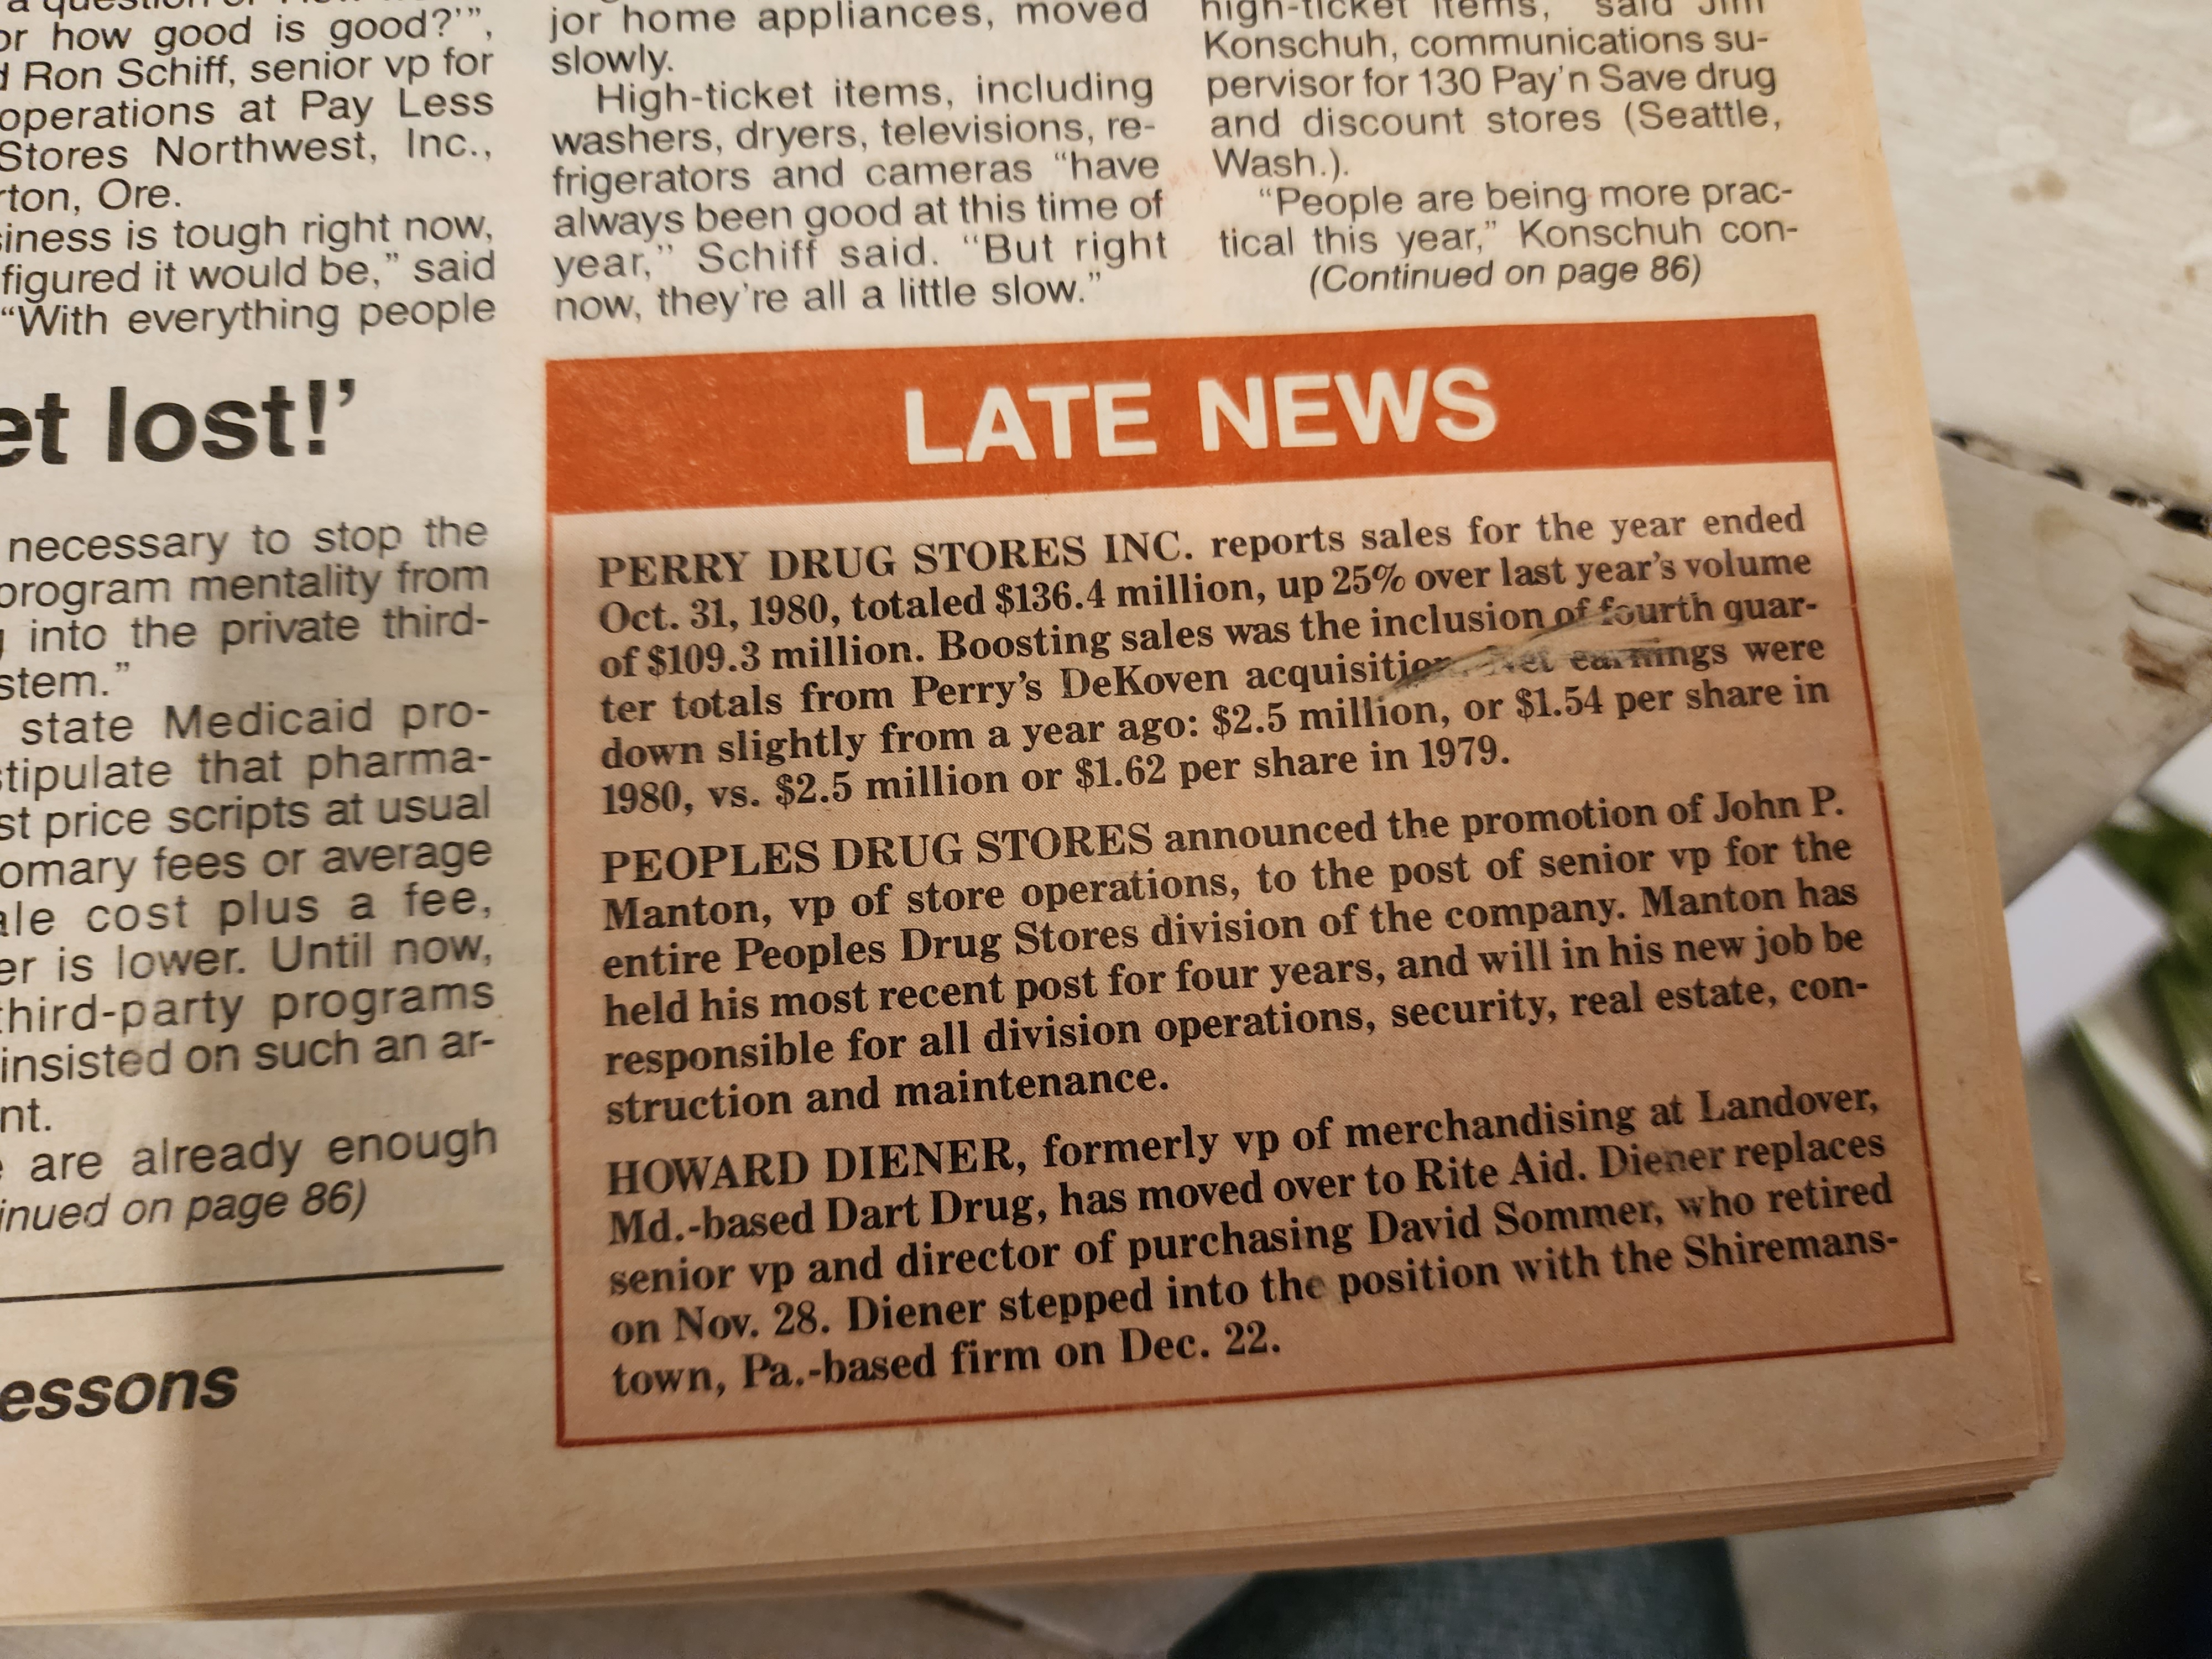 or how good is good?'",
Ron Schiff, senior vp for
operations at Pay Less
Stores Northwest, Inc.,
Ore.
is tough right now,
figured it would be," said
"With everything people
et lost!'
necessary to stop the
program mentality from
into the private third-
state Medicaid pro-
that pharma-
price scripts at usual
fees or average
cost plus a fee,
is lower. Until now,
third-party programs
insisted on such an ar-
are already enough
on page 86)
essons
jor home appliances, moved
slowly.
High-ticket items, including
washers, dryers, televisions, re-
frigerators and cameras "have
always been good at this time of
year," Schiff said. "But right
now, they're all a little slow."
high-ticket items," said Jim
Konschuh, communications su-
pervisor for 130 Pay'n Save drug
and discount stores (Seattle,
Wash.).
"People are being more prac-
tical this year," Konschuh con-
(Continued on page 86)
LATE NEWS
PERRY DRUG STORES INC. reports sales for the year ended
Oct. 31, 1980, totaled $136.4 million, up 25% over last year's volume
of $109.3 million. Boosting sales was the inclusion of fourth quar-
ter totals from Perry's DeKoven acquisition. Net earnings were
down slightly from a year ago: $2.5 million, or $1.54 per share in
1980, vs. $2.5 million or $1.62 per share in 1979.
PEOPLES DRUG STORES announced the promotion of John P.
Manton, vp of store operations, to the post of senior vp for the
entire Peoples Drug Stores division of the company. Manton has
held his most recent post for four years, and will in his new job be
responsible for all division operations, security, real estate, con-
struction and maintenance.
HOWARD DIENER, formerly vp of merchandising at Landover,
Md.-based Dart Drug, has moved over to Rite Aid. Diener replaces
senior vp and director of purchasing David Sommer, who retired
on Nov. 28. Diener stepped into the position with the Shiremans-
town, Pa.-based firm on Dec. 22.